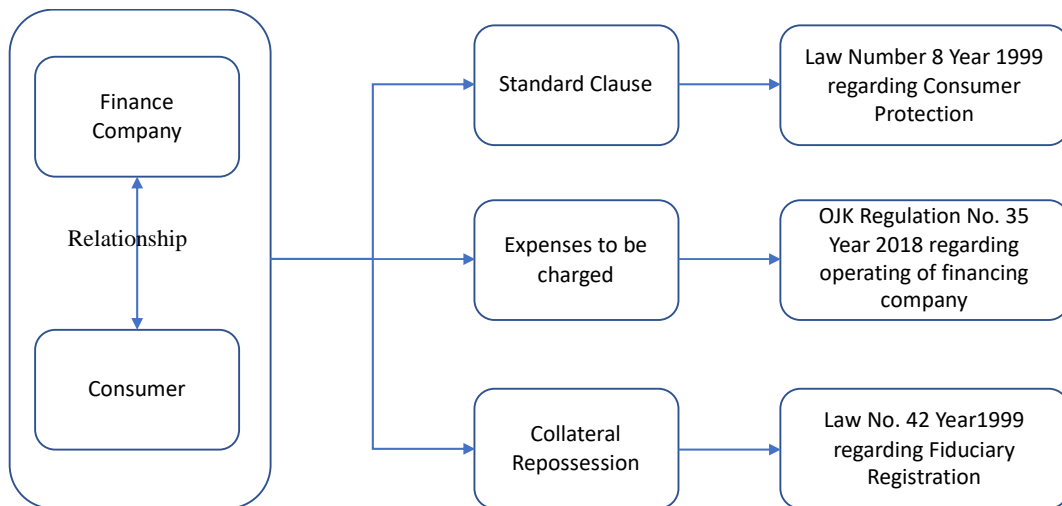 Finance
Company
Relationship
Consumer
Standard Clause
Law Number 8 Year 1999
regarding Consumer
Protection
Expenses to be
charged
OJK Regulation No. 35
Year 2018 regarding
operating of financing
company
Collateral
Repossession
Law No. 42 Year1999
regarding Fiduciary
Registration